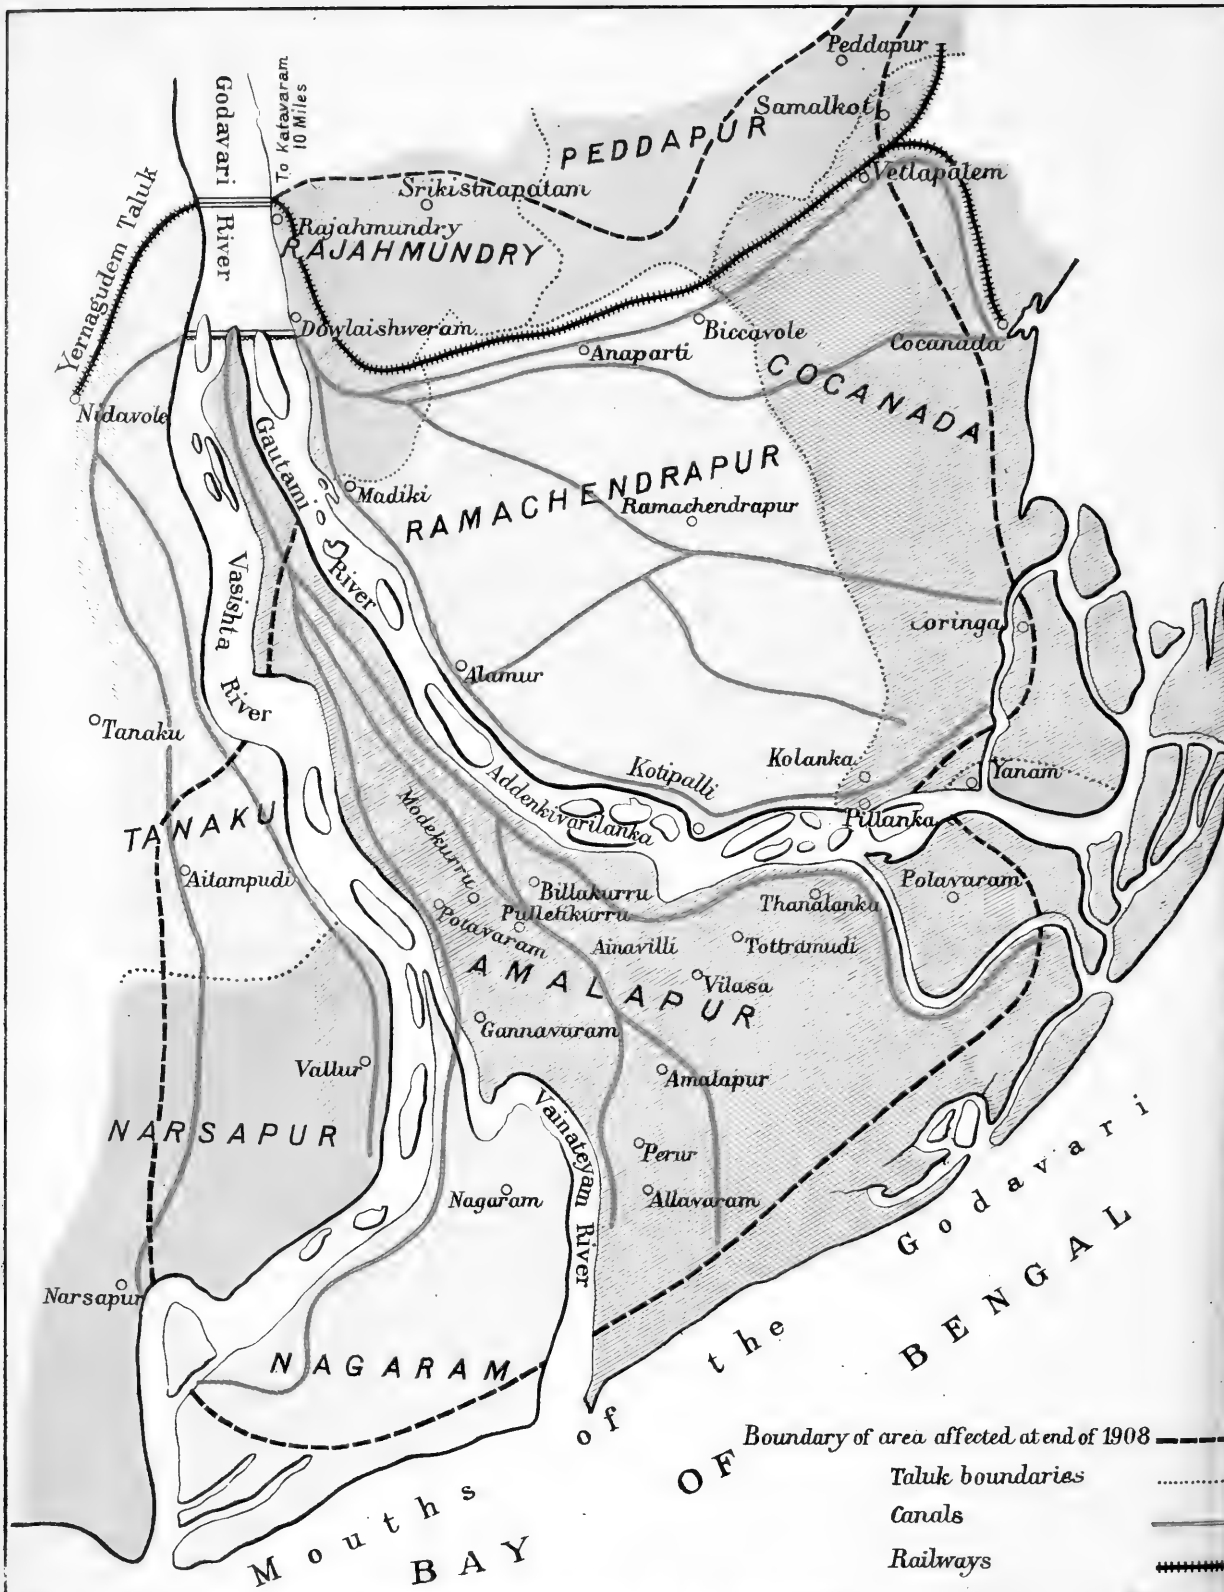 Godavari River
To Katavaram
10 Miles
Peddapur
Samalkot
PEDDAPUR
Yernagudem Taluk
Srikistnapatam
Vetlapalem
Rajahmundry
RAJAHMUNDRY
Dowlaishweram
Biccavole
Anaparti
Cocanada
COCANADA
Nidavole
Gautami River
Madiki
RAMACHENDRAPUR
Ramachendrapur
Vasishta River
Coringa
Alamur
Tanaku
Kolanka
Kotipalli
Yanam
Addenkivarilanka
Pillanka
TANAKU
Modekurru
Aitampudi
Billakurru
Polavaram
Thanalanka
Pulletikurru
Polavaram
Ainavilli
Tottramudi
AMALAPUR
Vilasa
Gannavaram
Vallur
Amalapur
NARSAPUR
Vainateyam River
Perur
Nagaram
Allavaram
Narsapur
NAGARAM
Mouths of the Godavari
BAY OF BENGAL
Boundary of area affected at end of 1908
Taluk boundaries
Canals
Railways